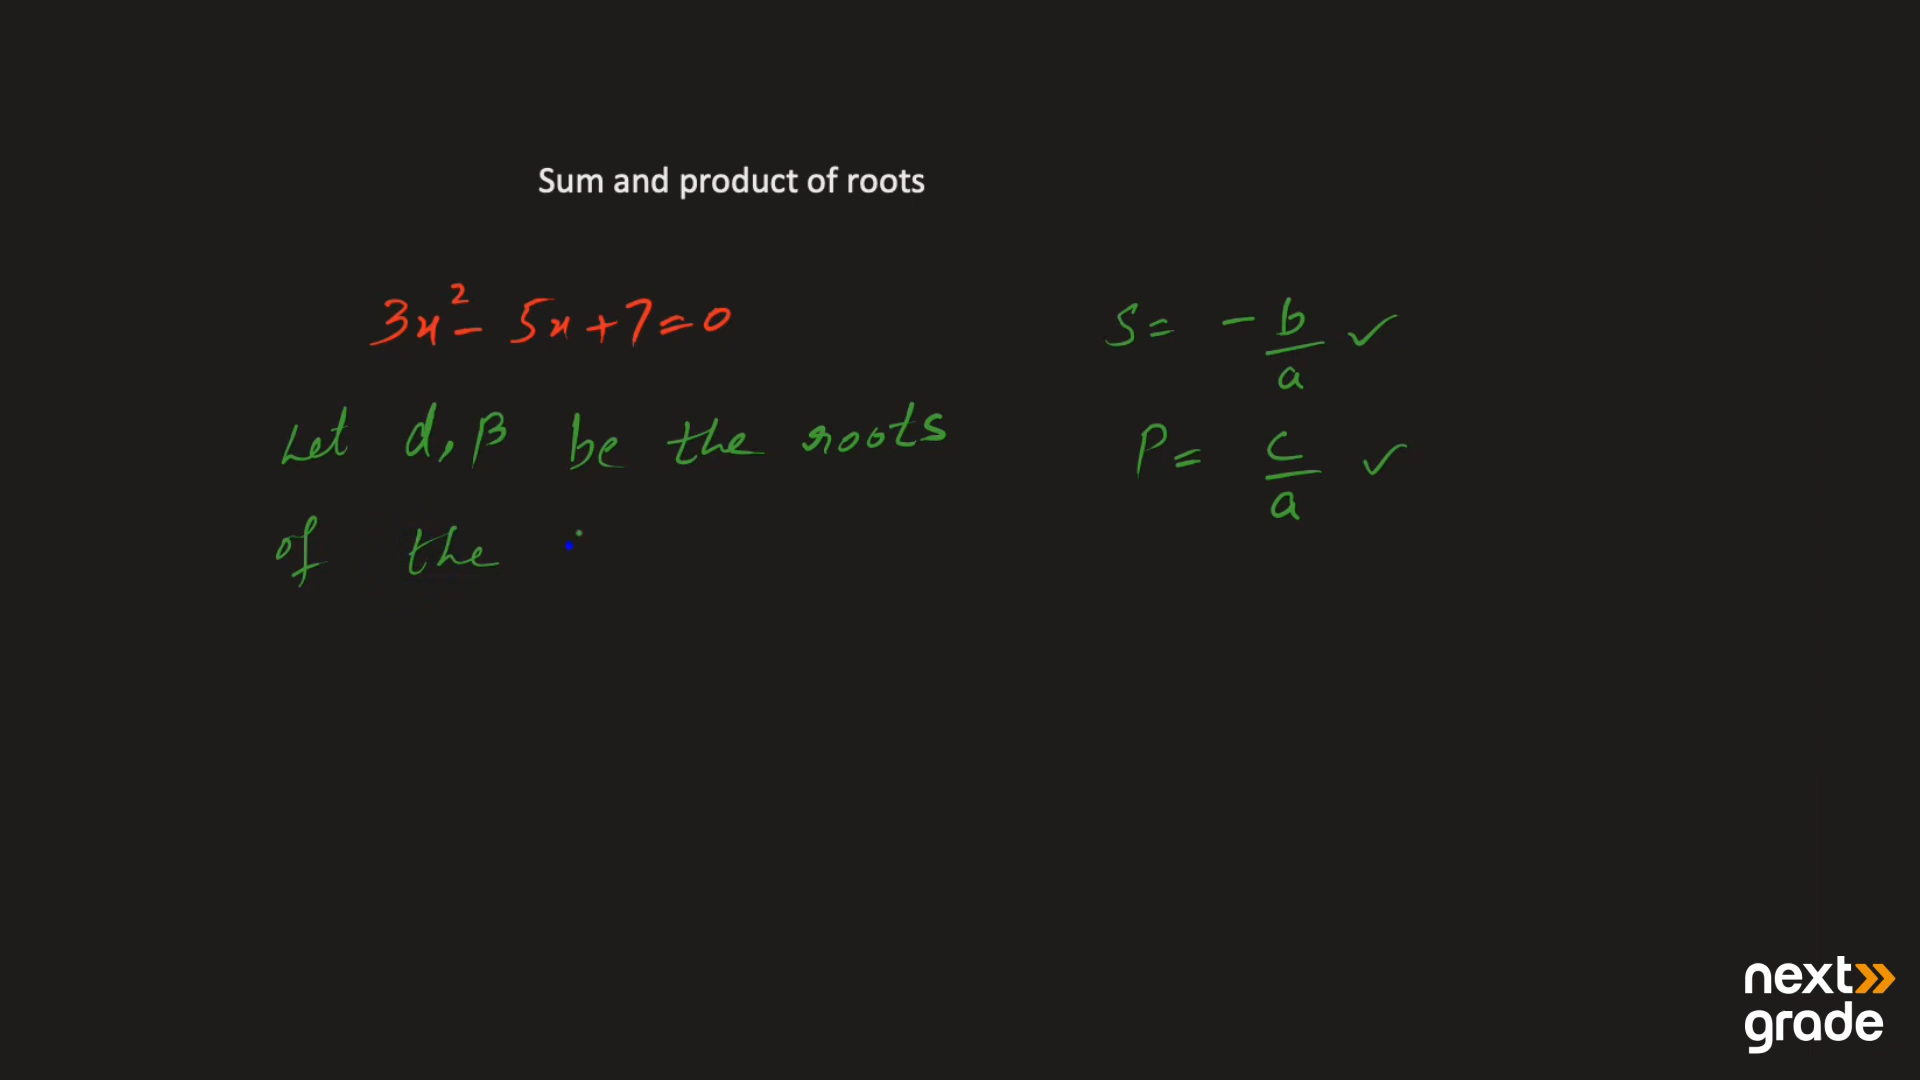 Sum and product of roots
3x² - 5x + 7 = 0
Let α, β be the roots
of the
S = - b/a ✓
P = c/a ✓
next
grade